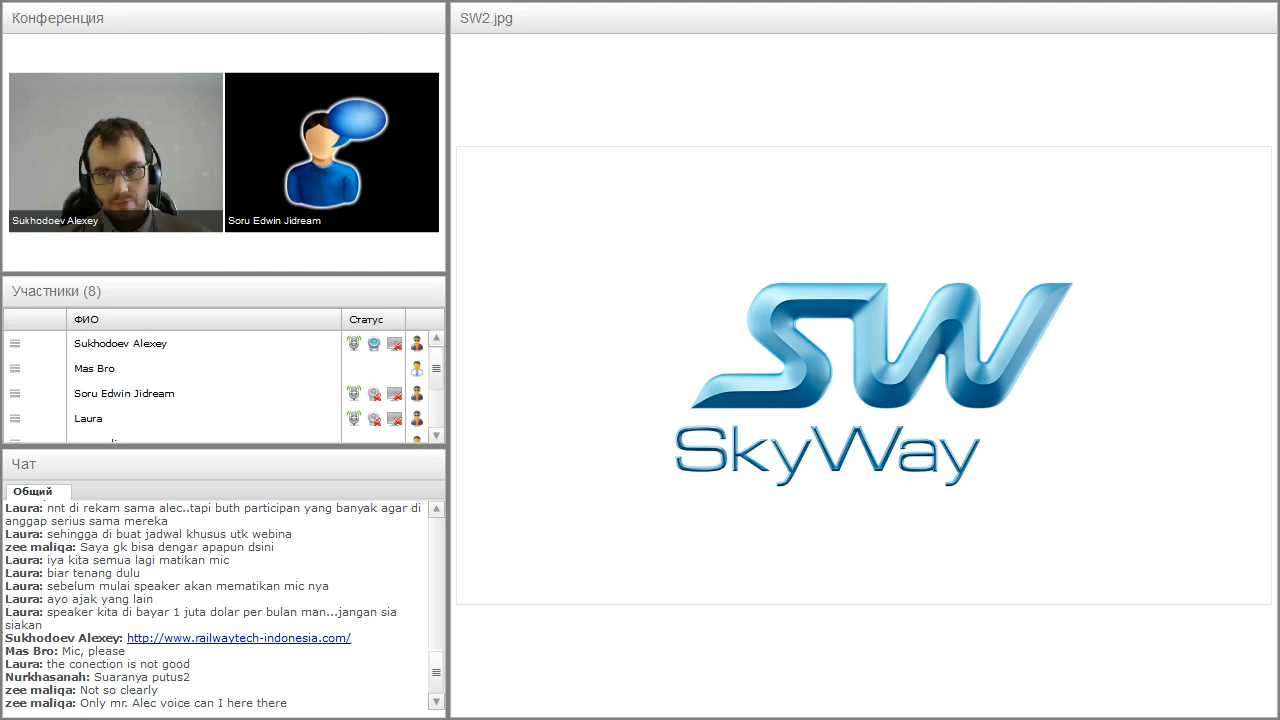 Конференция
Sukhodoev Alexey
Soru Edwin Jidream
Участники (8)
ФИО
Статус
Sukhodoev Alexey
Mas Bro
Soru Edwin Jidream
Laura
Чат
Общий
Laura: nnt di rekam sama alec..tapi buth participan yang banyak agar di
anggap serius sama mereka
Laura: sehingga di buat jadwal khusus utk webina
zee maliqa: Saya gk bisa dengar apapun dsini
Laura: iya kita semua lagi matikan mic
Laura: biar tenang dulu
Laura: sebelum mulai speaker akan mematikan mic nya
Laura: ayo ajak yang lain
Laura: speaker kita di bayar 1 juta dolar per bulan man...jangan sia
siakan
Sukhodoev Alexey: http://www.railwaytech-indonesia.com/
Mas Bro: Mic, please
Laura: the conection is not good
Nurkhasanah: Suaranya putus2
zee maliqa: Not so clearly
zee maliqa: Only mr. Alec voice can I here there
SW2.jpg
SW
SkyWay